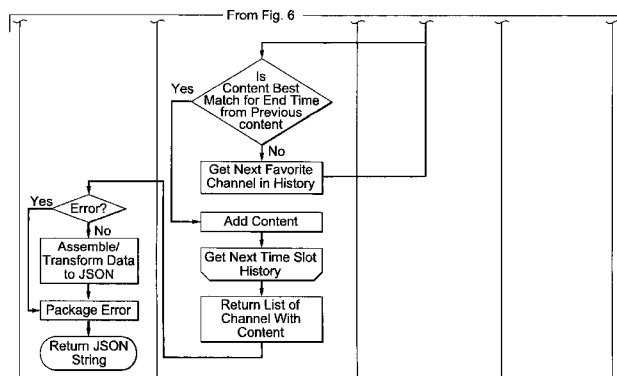 From Fig. 6
Is
Content Best
Match for End Time
from Previous
content
Yes
No
Get Next Favorite
Channel in History
Yes
Error?
No
Add Content
Assemble/
Transform Data
to JSON
Get Next Time Slot
History
Package Error
Return List of
Channel With
Content
Return JSON
String